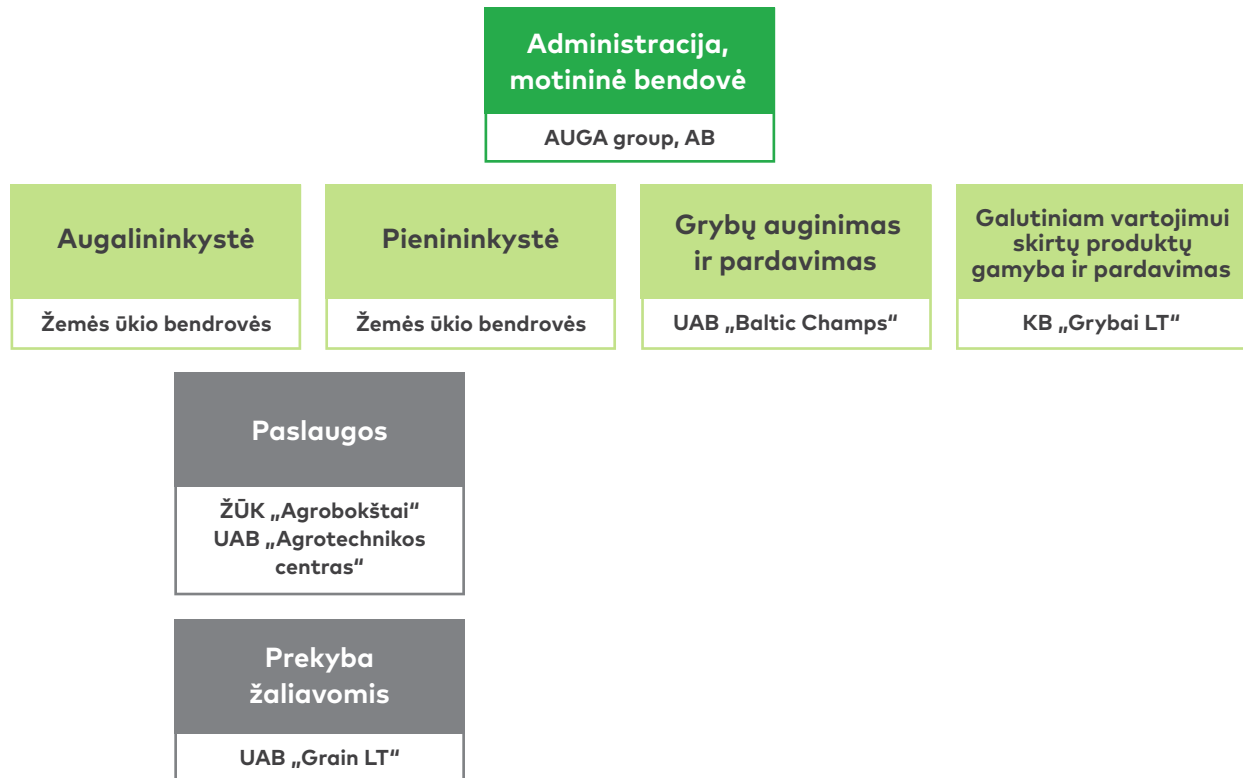 Administracija,
motininė bendovė
AUGA group, AB
Augalininkystė
Žemės ūkio bendrovės
Pienininkystė
Žemės ūkio bendrovės
Grybų auginimas
ir pardavimas
UAB „Baltic Champs“
Galutiniam vartojimui
skirtų produktų
gamyba ir pardavimas
KB „Grybai LT“
Paslaugos
ŽŪK „Agrobokštai“
UAB „Agrotechnikos
centras“
Prekyba
žaliavomis
UAB „Grain LT“